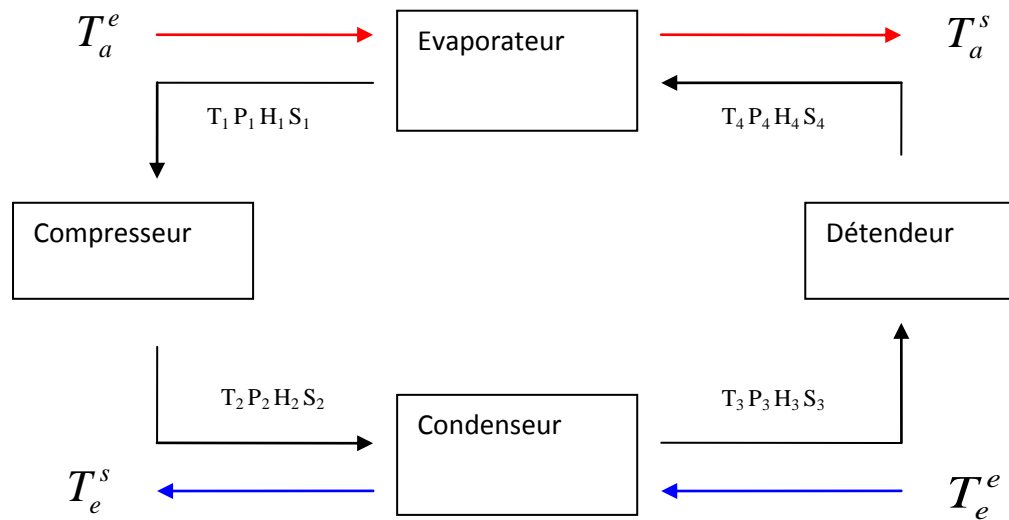 T_a^e Evaporateur T_a^s
T₁ P₁ H₁ S₁ T₄ P₄ H₄ S₄
Compresseur Détendeur
T₂ P₂ H₂ S₂ T₃ P₃ H₃ S₃
Condenseur
T_e^s T_e^e